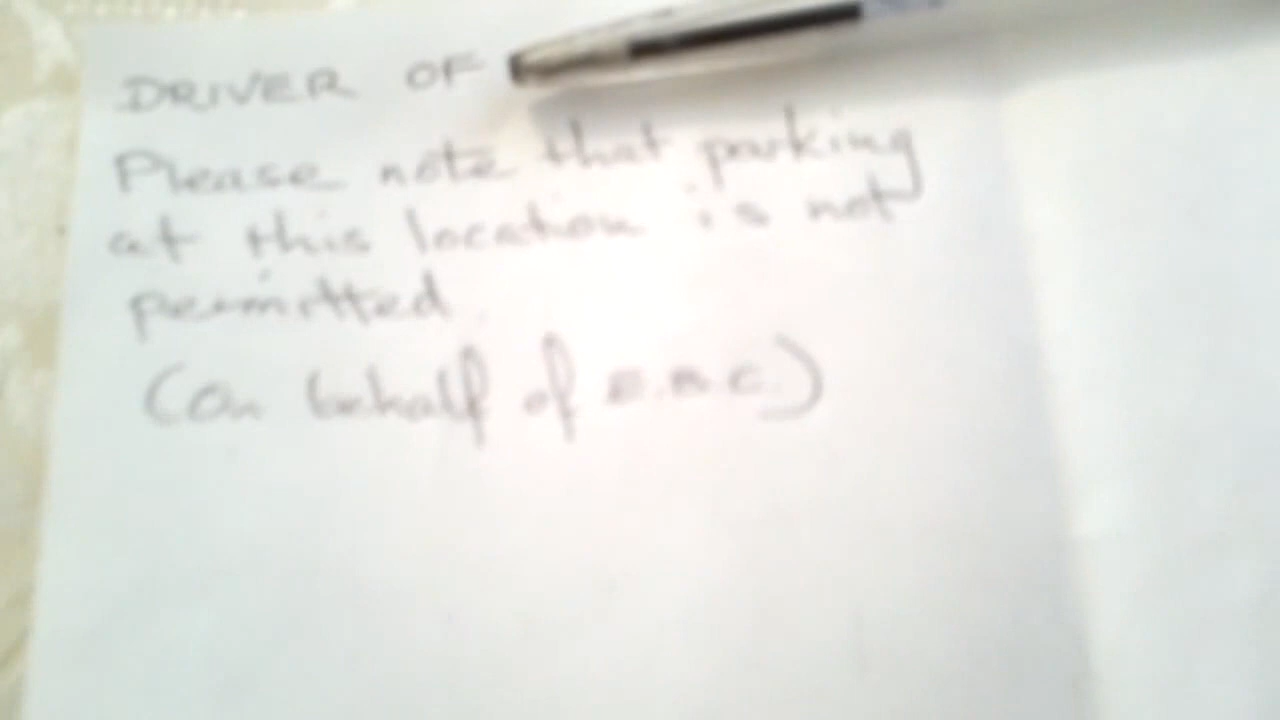 DRIVER OF
Please note that parking
at this location is not
permitted
(On behalf of E.B.C.)